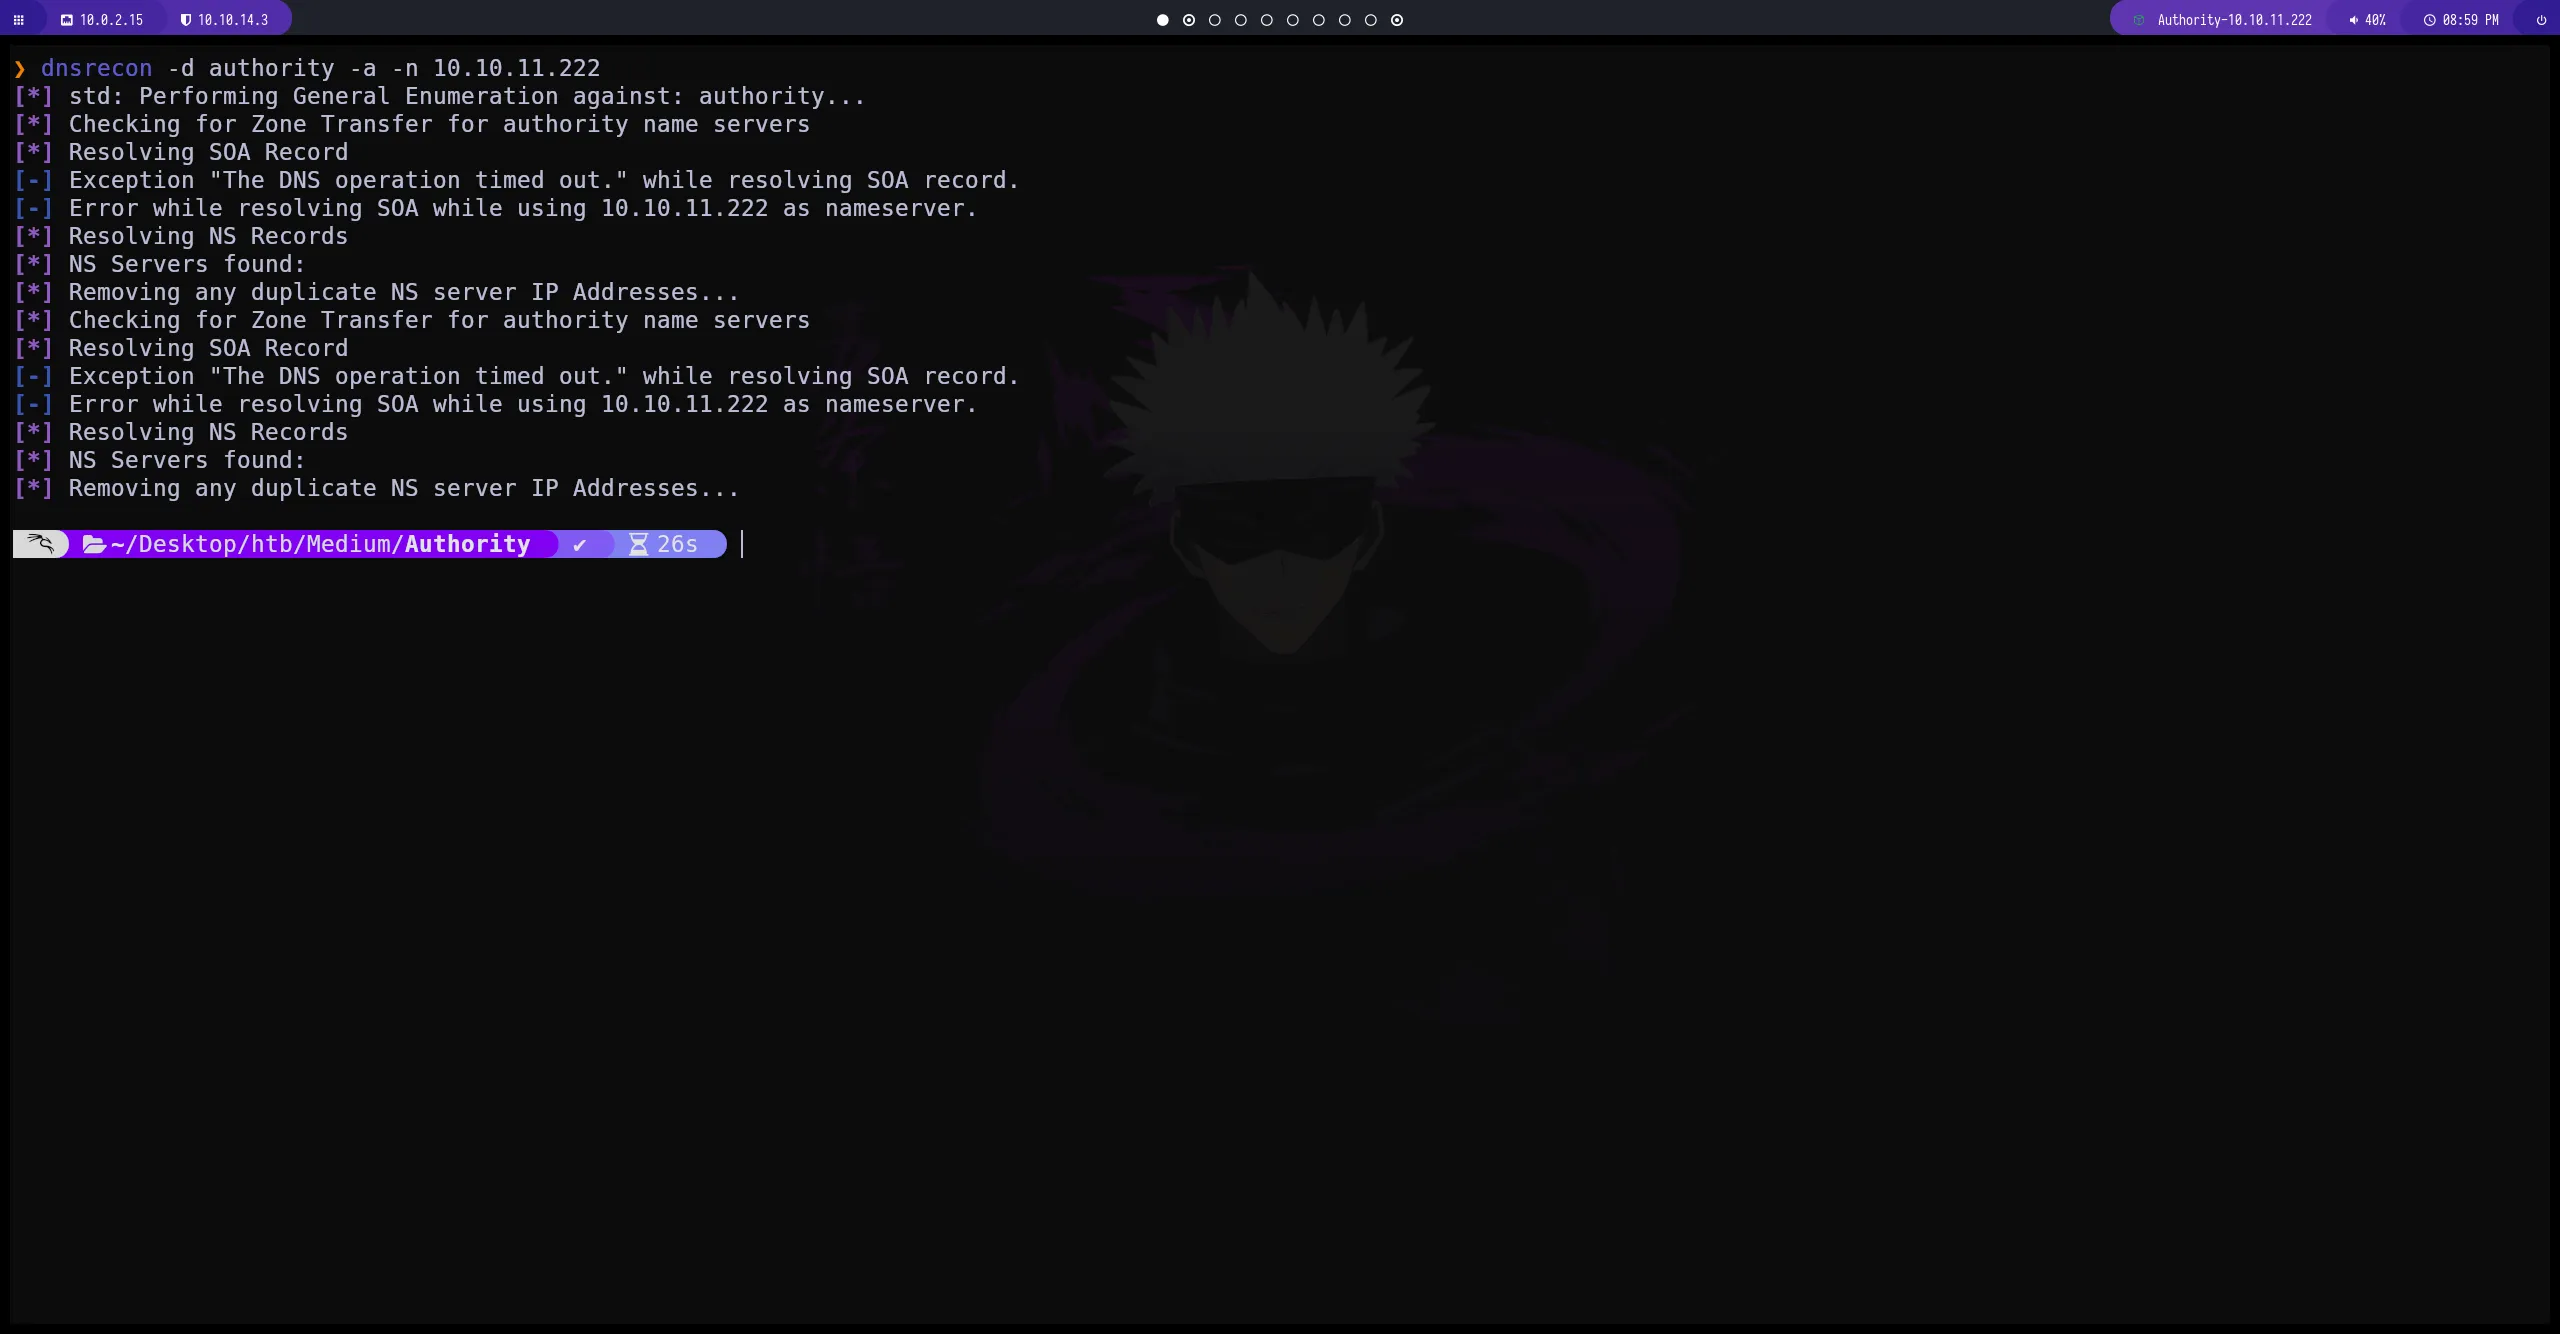 10.0.2.15 10.10.14.3 Authority-10.10.11.222 40% 08:59 PM
❯ dnsrecon -d authority -a -n 10.10.11.222
[*] std: Performing General Enumeration against: authority...
[*] Checking for Zone Transfer for authority name servers
[*] Resolving SOA Record
[-] Exception "The DNS operation timed out." while resolving SOA record.
[-] Error while resolving SOA while using 10.10.11.222 as nameserver.
[*] Resolving NS Records
[*] NS Servers found:
[*] Removing any duplicate NS server IP Addresses...
[*] Checking for Zone Transfer for authority name servers
[*] Resolving SOA Record
[-] Exception "The DNS operation timed out." while resolving SOA record.
[-] Error while resolving SOA while using 10.10.11.222 as nameserver.
[*] Resolving NS Records
[*] NS Servers found:
[*] Removing any duplicate NS server IP Addresses...
~/Desktop/htb/Medium/Authority ✔ 26s